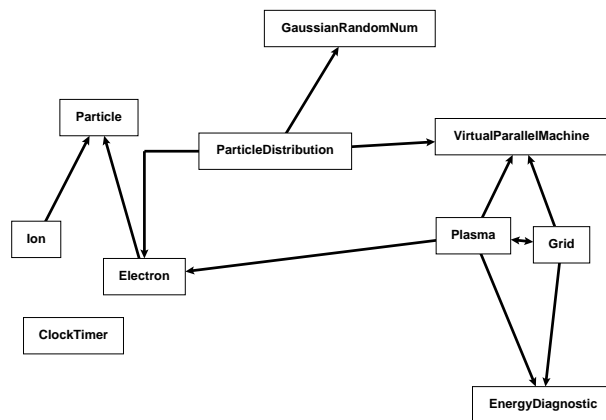 GaussianRandomNum
Particle
VirtualParallelMachine
ParticleDistribution
Ion
Plasma
Grid
Electron
ClockTimer
EnergyDiagnostic